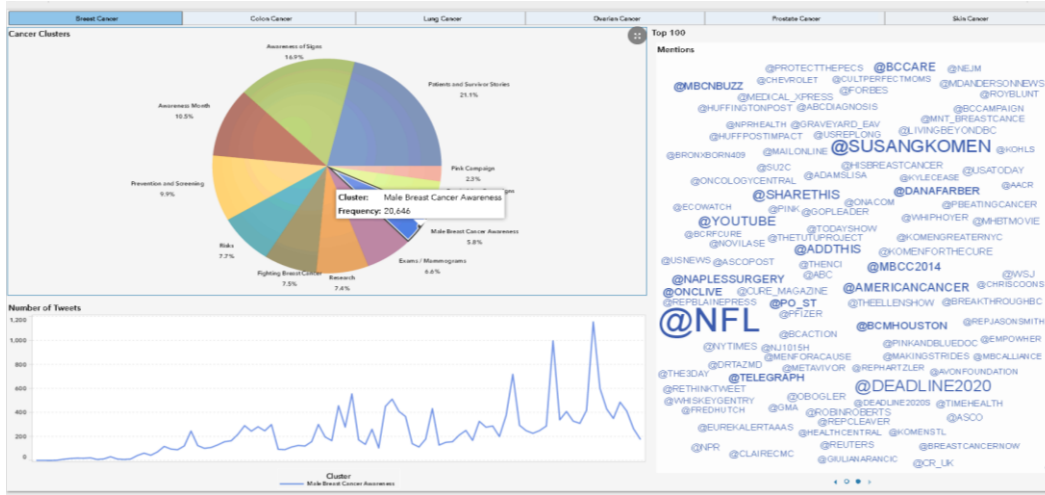 Breast Cancer
Colon Cancer
Lung Cancer
Ovarian Cancer
Prostate Cancer
Skin Cancer
Cancer Clusters
Awareness of Signs
16.9%
Patients and Survivor Stories
21.1%
Awareness Month
10.5%
Pink Campaign
2.3%
Prevention and Screening
9.9%
Cluster: Male Breast Cancer Awareness
Frequency: 20,646
Male Breast Cancer Awareness
5.8%
Risks
7.7%
Exams / Mammograms
6.6%
Fighting Breast Cancer
7.5%
Research
7.4%
Number of Tweets
1,200
1,000
800
600
400
200
0
Cluster
Male Breast Cancer Awareness
Top 100
Mentions
@PROTECTTHEPECS @BCCARE @NEJM
@MBCNBUZZ @CHEVROLET @CULTPERFECTMOMS @MDANDERSONNEWS
@MEDICAL_XPRESS @FORBES @ROYBLUNT
@HUFFINGTONPOST @ABCDIAGNOSIS @BCCAMPAIGN
@NPRHEALTH @GRAVEYARD_EAV @MNT_BREASTCANCE
@HUFFPOSTIMPACT @USREPLONG @LIVINGBEYONDBC
@BRONXBORN409 @MAILONLINE @SUSANGKOMEN @KOHLS
@SU2C @HISBREASTCANCER @USATODAY
@ONCOLOGYCENTRAL @ADAMSLISA @KYLECEASE @AACR
@SHARETHIS @ONACOM @DANAFARBER
@ECOWATCH @PINK @GOPLEADER @PBEATINGCANCER
@YOUTUBE @TODAYSHOW @WHIPHOYER @MHBTMOVIE
@BCRFCURE @NOVILASE @THETUTUPROJECT @KOMENGREATERNYC
@ADDTHIS @KOMENFORTHECURE
@USNEWS @ASCOPOST @THENCI @MBCC2014
@NAPLESSURGERY @ABC @WSJ
@ONCLIVE @CURE_MAGAZINE @AMERICANCANCER @CHRISCOONS
@REPBLAINEPRESS @PO_ST @THEELLENSHOW @BREAKTHROUGHBC
@NFL @PFIZER @BCMHOUSTON @REPJASONSMITH
@BCACTION @PINKANDBLUEDOC @EMPOWHER
@NYTIMES @NJ1015H
@MENFORACAUSE @MAKINGSTRIDES @MBCALLIANCE
@DRTAZMD @METAVIVOR @REPHARTZLER @AVONFOUNDATION
@THE3DAY @TELEGRAPH
@RETHINKTWEET @DEADLINE2020
@WHISKEYGENTRY @OBOGLER @DEADLINE2020S @TIMEHEALTH
@FREDHUTCH @GMA @ROBINROBERTS @ASCO
@EUREKALERTAAAS @REPCLEAVER
@HEALTHCENTRAL @KOMENSTL
@NPR @REUTERS @BREASTCANCERNOW
@CLAIRECMC @GIULIANARANCIC @CR_UK